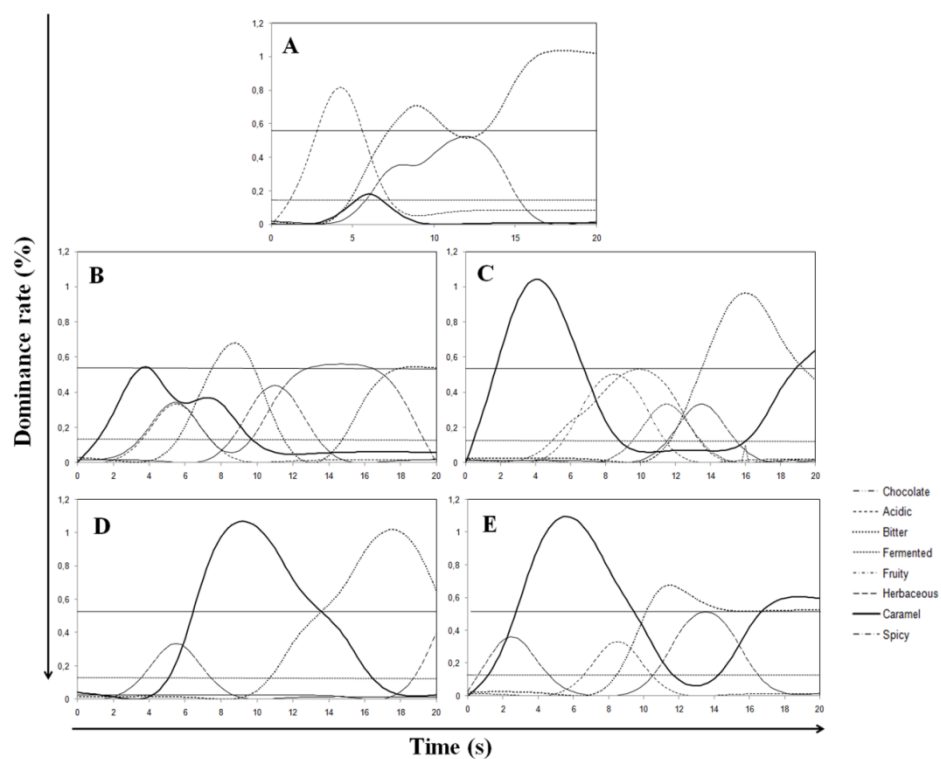 Dominance rate (%)
A
1,2
1
0,8
0,6
0,4
0,2
0
0 5 10 15 20
B
1,2
1
0,8
0,6
0,4
0,2
0
0 2 4 6 8 10 12 14 16 18 20
C
1,2
1
0,8
0,6
0,4
0,2
0
0 2 4 6 8 10 12 14 16 18 20
D
1,2
1
0,8
0,6
0,4
0,2
0
0 2 4 6 8 10 12 14 16 18 20
E
1,2
1
0,8
0,6
0,4
0,2
0
0 2 4 6 8 10 12 14 16 18 20
Chocolate
Acidic
Bitter
Fermented
Fruity
Herbaceous
Caramel
Spicy
Time (s)